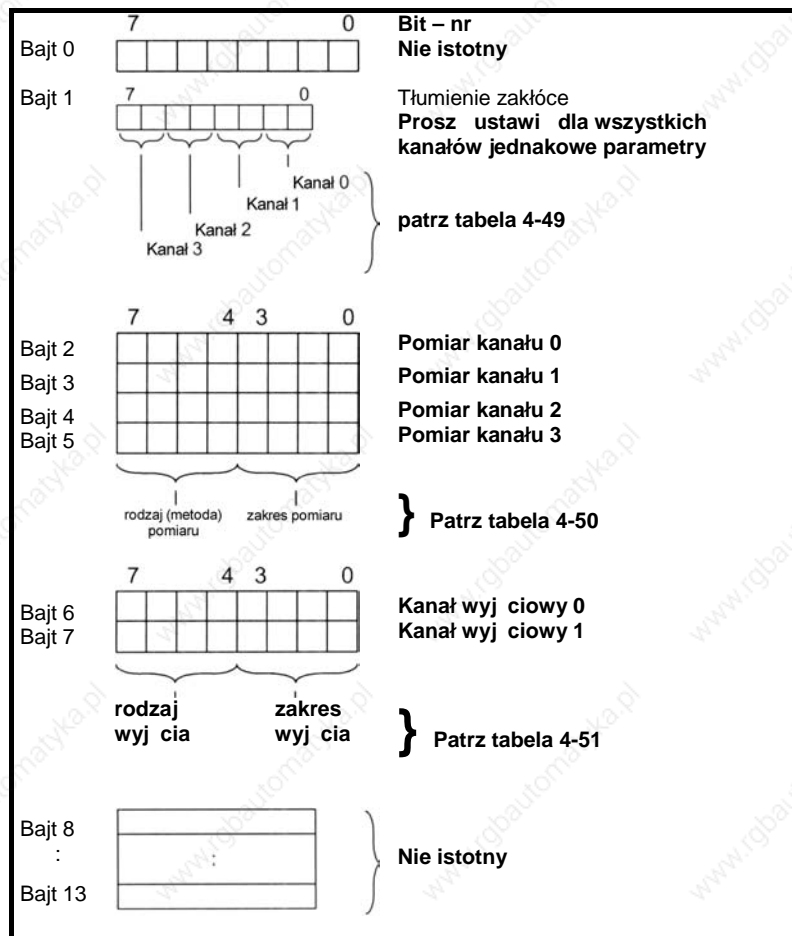 7 0 Bit – nr
Bajt 0 Nie istotny
Bajt 1 7 0 Tłumienie zakłóce
Prosz ustawi dla wszystkich
kanałów jednakowe parametry
Kanał 0
Kanał 1
Kanał 2
Kanał 3
patrz tabela 4-49
7 4 3 0
Bajt 2 Pomiar kanału 0
Bajt 3 Pomiar kanału 1
Bajt 4 Pomiar kanału 2
Bajt 5 Pomiar kanału 3
rodzaj (metoda) zakres pomiaru
pomiaru
} Patrz tabela 4-50
7 4 3 0
Bajt 6 Kanał wyj ciowy 0
Bajt 7 Kanał wyj ciowy 1
rodzaj zakres
wyj cia wyj cia
} Patrz tabela 4-51
Bajt 8
: :
Nie istotny
Bajt 13
www.rgbautomatyka.pl